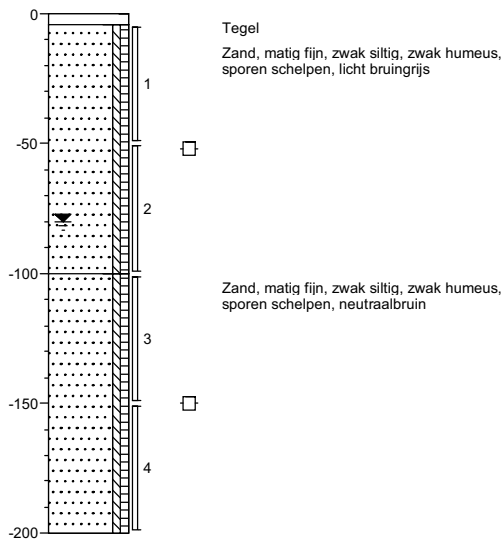 0
Tegel
Zand, matig fijn, zwak siltig, zwak humeus,
sporen schelpen, licht bruingrijs
1
-50
2
-100
Zand, matig fijn, zwak siltig, zwak humeus,
sporen schelpen, neutraalbruin
3
-150
4
-200